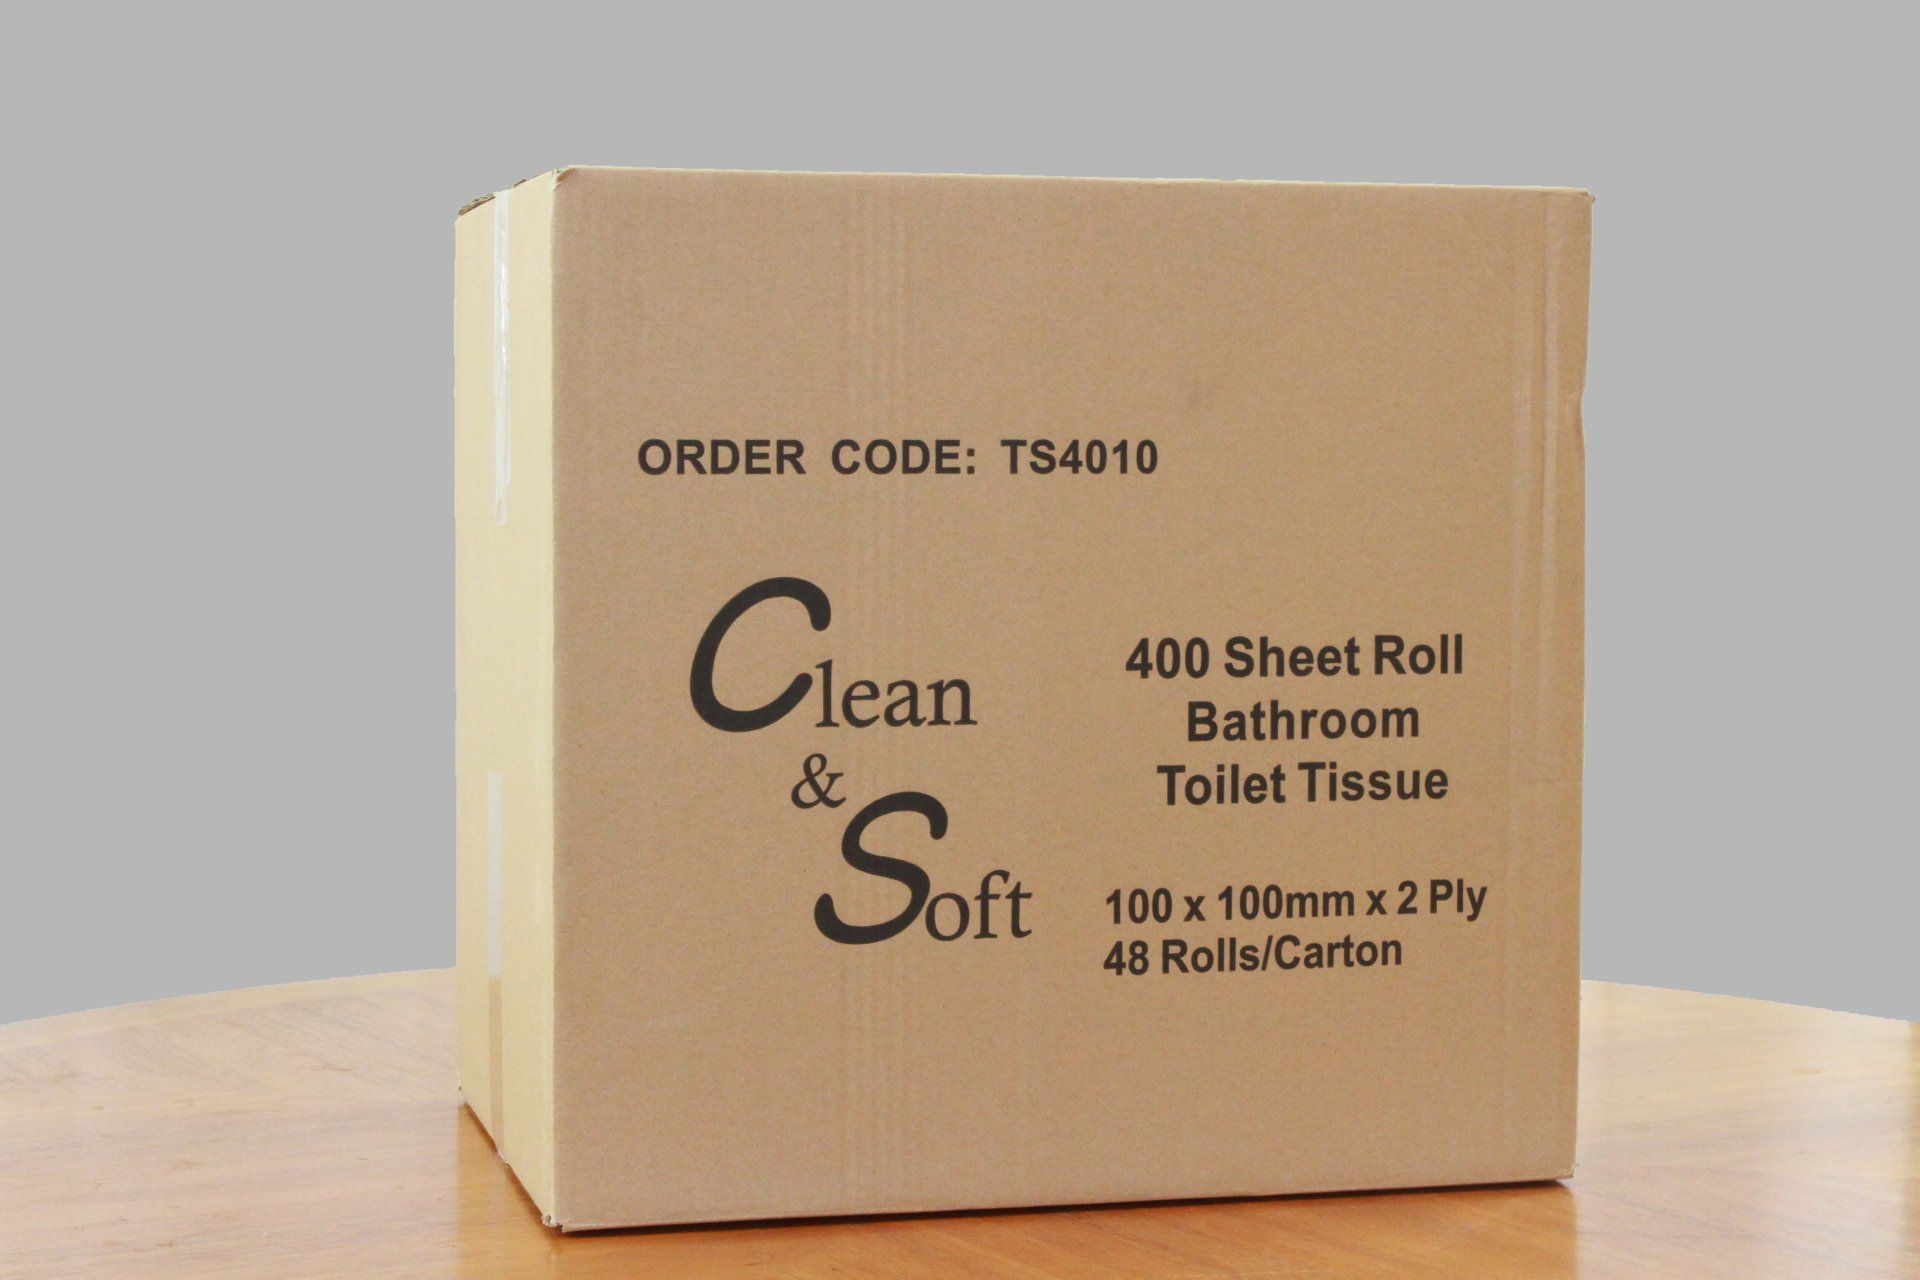 ORDER CODE: TS4010
Clean
&
Soft
400 Sheet Roll
Bathroom
Toilet Tissue
100 x 100mm x 2 Ply
48 Rolls/Carton